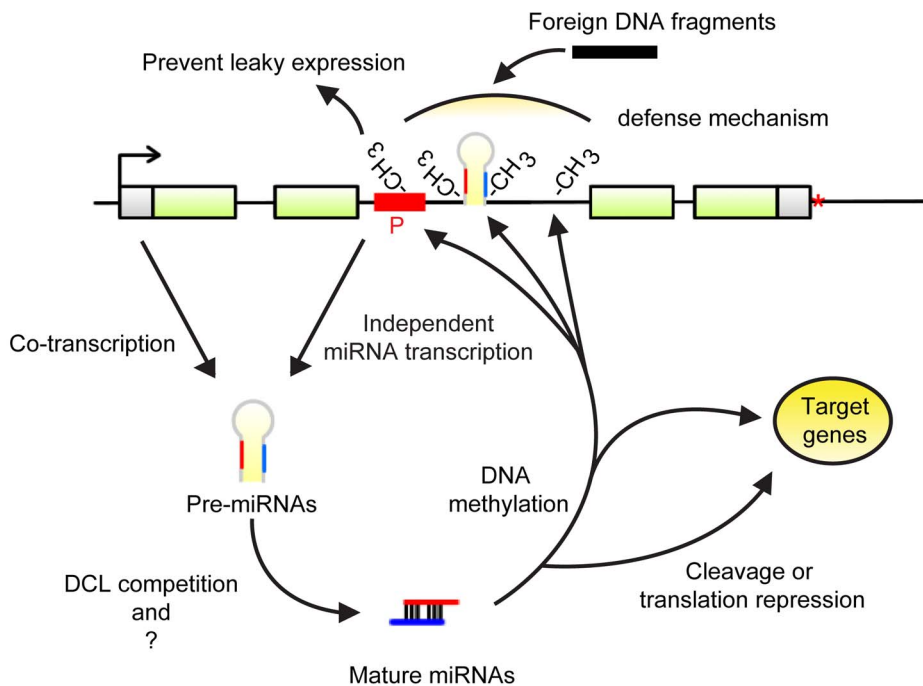 Foreign DNA fragments
Prevent leaky expression
defense mechanism
-CH3
-CH3
-CH3
-CH3
P
*
Independent
miRNA transcription
Co-transcription
Target
genes
Pre-miRNAs
DNA
methylation
DCL competition
and
?
Cleavage or
translation repression
Mature miRNAs